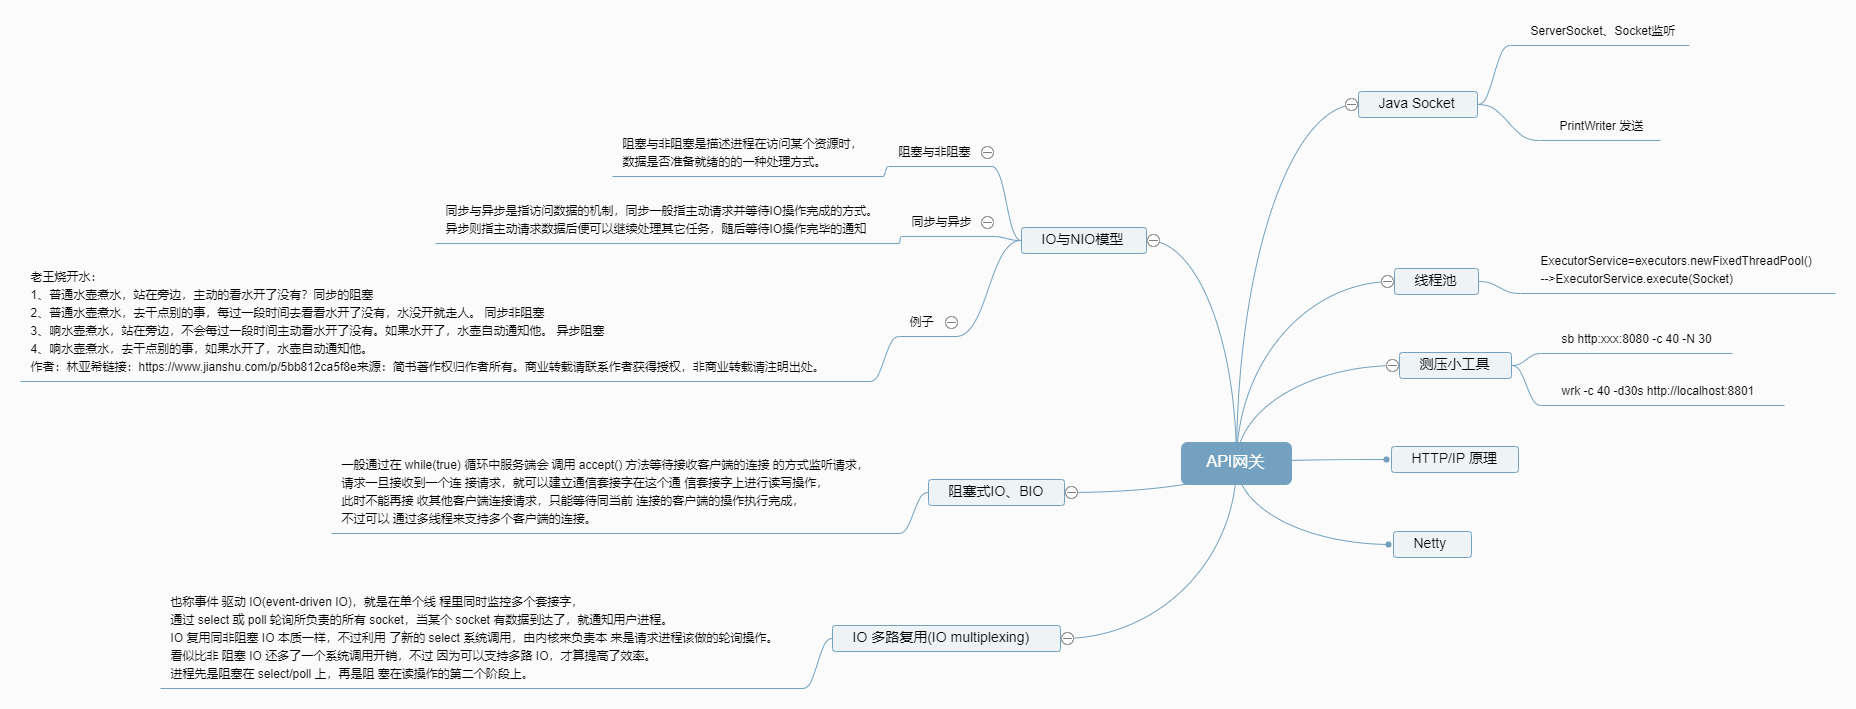 API网关
Java Socket
ServerSocket、Socket监听
PrintWriter 发送
线程池
ExecutorService=executors.newFixedThreadPool()
-->ExecutorService.execute(Socket)
测压小工具
sb http:xxx:8080 -c 40 -N 30
wrk -c 40 -d30s http://localhost:8801
HTTP/IP 原理
Netty
IO与NIO模型
阻塞与非阻塞
阻塞与非阻塞是描述进程在访问某个资源时，
数据是否准备就绪的的一种处理方式。
同步与异步
同步与异步是指访问数据的机制，同步一般指主动请求并等待IO操作完成的方式。
异步则指主动请求数据后便可以继续处理其它任务，随后等待IO操作完毕的通知
例子
老王烧开水：
1、普通水壶煮水，站在旁边，主动的看水开了没有？同步的阻塞
2、普通水壶煮水，去干点别的事，每过一段时间去看看水开了没有，水没开就走人。 同步非阻塞
3、响水壶煮水，站在旁边，不会每过一段时间主动看水开了没有。如果水开了，水壶自动通知他。 异步阻塞
4、响水壶煮水，去干点别的事，如果水开了，水壶自动通知他。
作者：林亚希链接：https://www.jianshu.com/p/5bb812ca5f8e来源：简书著作权归作者所有。商业转载请联系作者获得授权，非商业转载请注明出处。
阻塞式IO、BIO
一般通过在 while(true) 循环中服务端会 调用 accept() 方法等待接收客户端的连接 的方式监听请求，
请求一旦接收到一个连 接请求，就可以建立通信套接字在这个通 信套接字上进行读写操作，
此时不能再接 收其他客户端连接请求，只能等待同当前 连接的客户端的操作执行完成，
不过可以 通过多线程来支持多个客户端的连接。
IO 多路复用(IO multiplexing)
也称事件 驱动 IO(event-driven IO)，就是在单个线 程里同时监控多个套接字，
通过 select 或 poll 轮询所负责的所有 socket，当某个 socket 有数据到达了，就通知用户进程。
IO 复用同非阻塞 IO 本质一样，不过利用 了新的 select 系统调用，由内核来负责本 来是请求进程该做的轮询操作。
看似比非 阻塞 IO 还多了一个系统调用开销，不过 因为可以支持多路 IO，才算提高了效率。
进程先是阻塞在 select/poll 上，再是阻 塞在读操作的第二个阶段上。